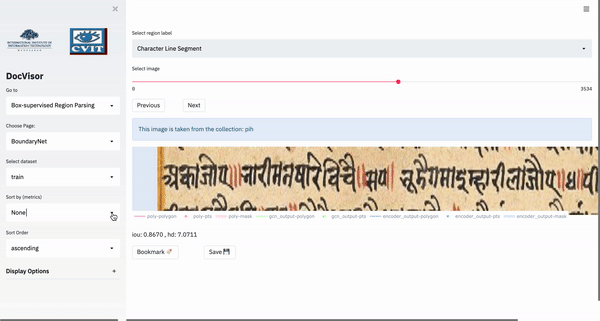 INTERNATIONAL INSTITUTE OF
INFORMATION TECHNOLOGY
HYDERABAD
CVIT
DocVisor
Go to
Box-supervised Region Parsing
Choose Page:
BoundaryNet
Select dataset
train
Sort by (metrics)
None
Sort Order
ascending
Display Options +
Select region label
Character Line Segment
Select image
0 3534
Previous Next
This image is taken from the collection: pih
poly-polygon poly-pts poly-mask gcn_output-polygon gcn_output-pts encoder_output-polygon encoder_output-pts encoder_output-mask
iou: 0.8670 , hd: 7.0711
Bookmark Save